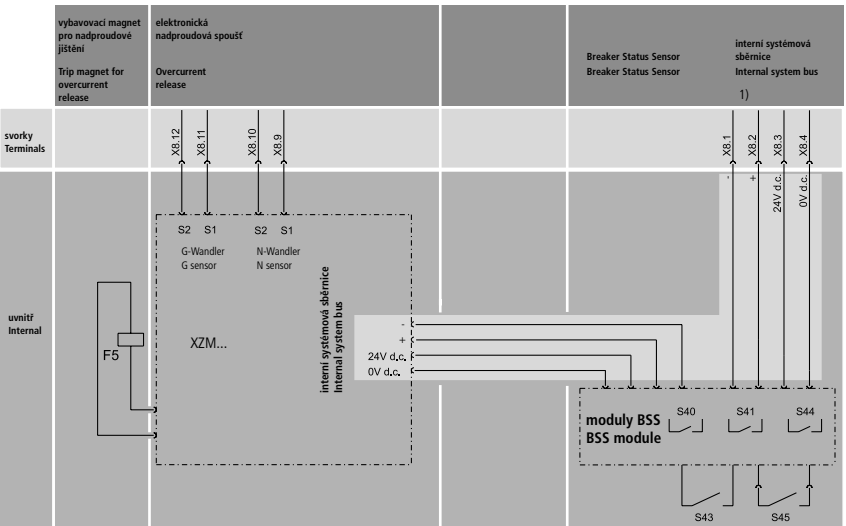 vybavovací magnet
pro nadproudové
jištění
Trip magnet for
overcurrent
release
elektronická
nadproudová spoušť
Overcurrent
release
Breaker Status Sensor
Breaker Status Sensor
interní systémová
sběrnice
Internal system bus
1)
svorky
Terminals
X8.12
X8.11
X8.10
X8.9
X8.1
X8.2
X8.3
X8.4
-
+
24V d.c.
0V d.c.
uvnitř
Internal
S2 S1 S2 S1
G-Wandler
G sensor
N-Wandler
N sensor
interní systémová sběrnice
Internal system bus
F5
XZM...
-
+
24V d.c.
0V d.c.
moduly BSS
BSS module
S40 S41 S44
S43 S45